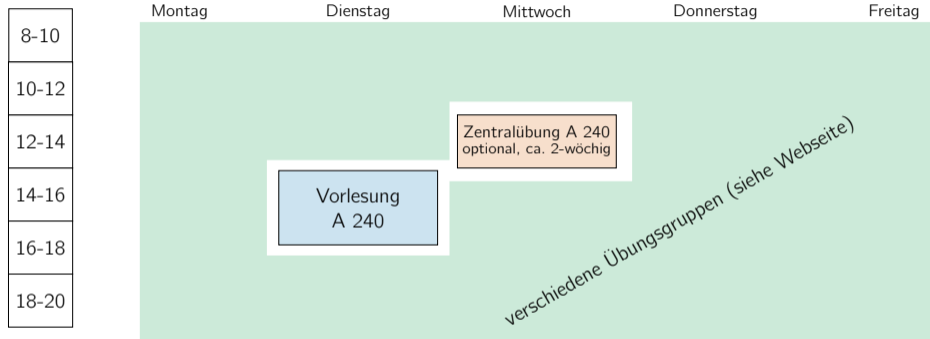 Montag
Dienstag
Mittwoch
Donnerstag
Freitag
8-10
10-12
12-14
14-16
16-18
18-20
Zentralübung A 240
optional, ca. 2-wöchig
Vorlesung
A 240
verschiedene Übungsgruppen (siehe Webseite)